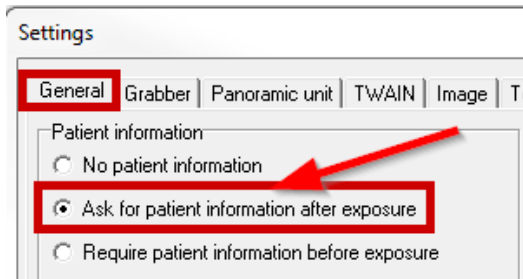 Settings
General Grabber Panoramic unit TWAIN Image T
Patient information
No patient information
Ask for patient information after exposure
Require patient information before exposure